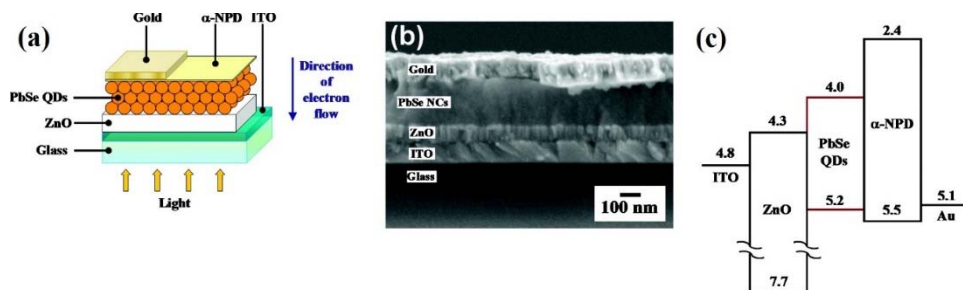 (a)
Gold
α-NPD
ITO
Direction
of
electron
flow
PbSe QDs
ZnO
Glass
Light
(b)
Gold
PbSe NCs
ZnO
ITO
Glass
100 nm
(c)
2.4
4.0
4.3
α-NPD
4.8
PbSe
QDs
ITO
5.2
5.1
5.5
Au
ZnO
7.7